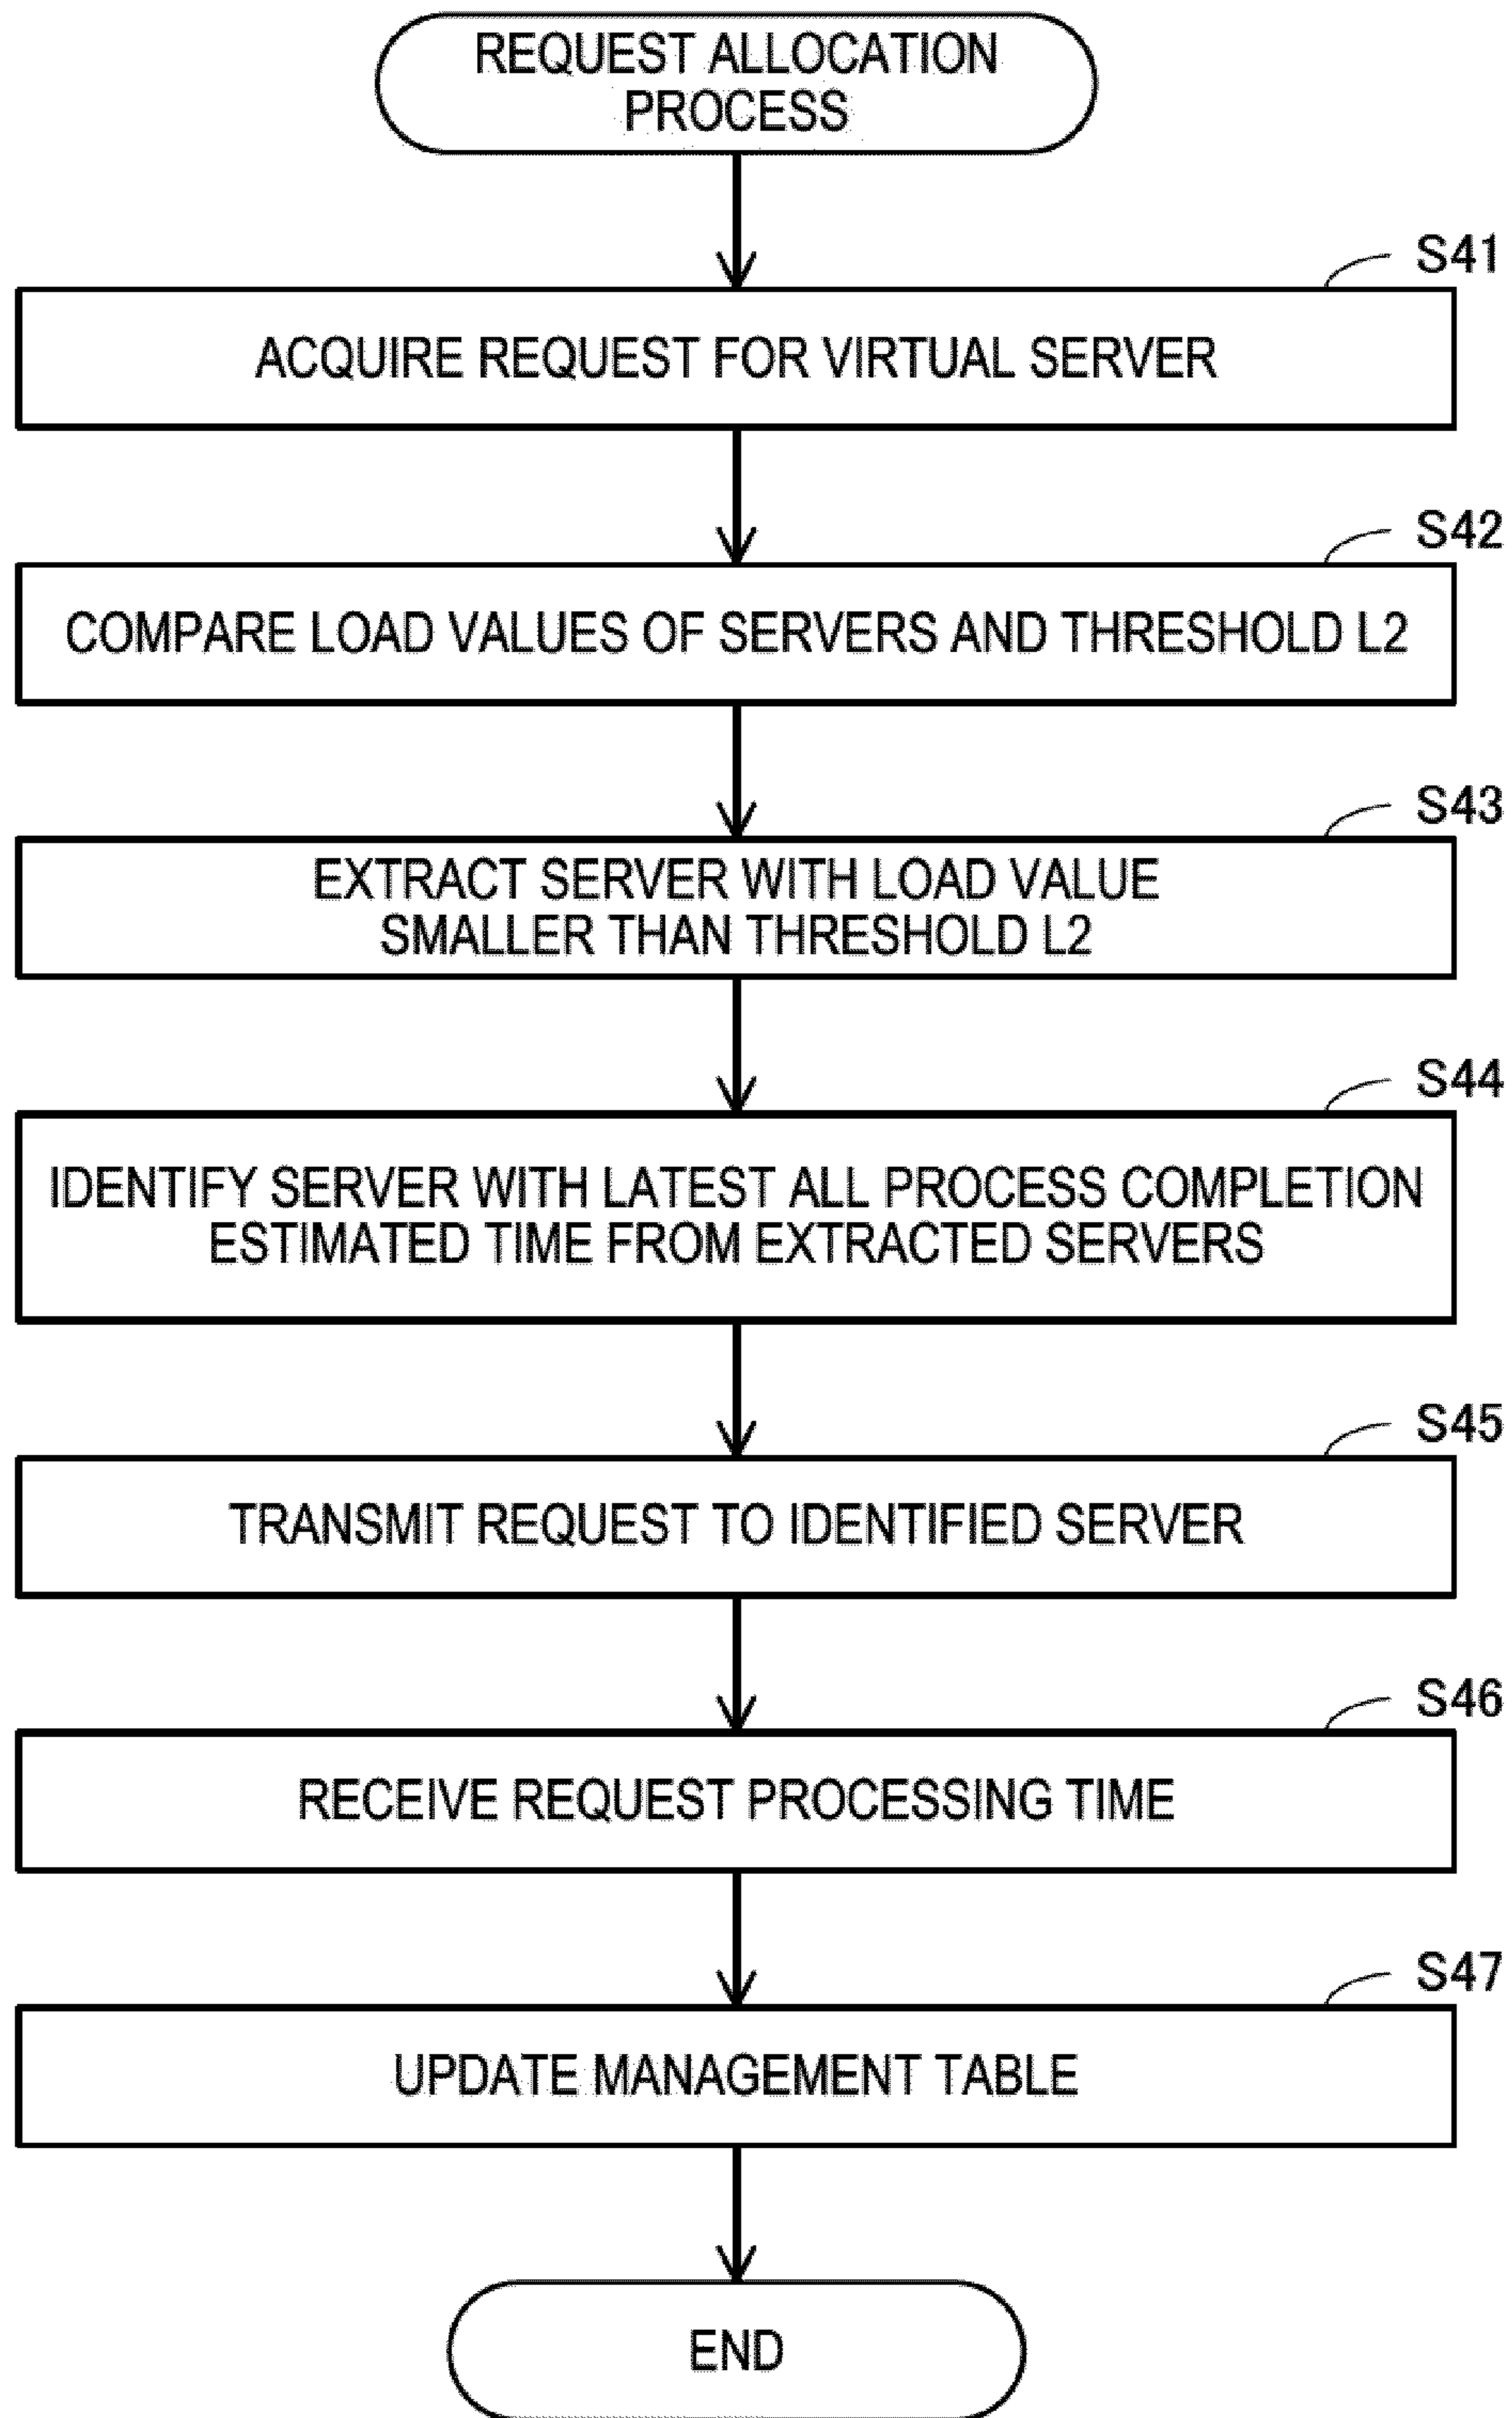 REQUEST ALLOCATION
PROCESS
S41
ACQUIRE REQUEST FOR VIRTUAL SERVER
S42
COMPARE LOAD VALUES OF SERVERS AND THRESHOLD L2
S43
EXTRACT SERVER WITH LOAD VALUE
SMALLER THAN THRESHOLD L2
S44
IDENTIFY SERVER WITH LATEST ALL PROCESS COMPLETION
ESTIMATED TIME FROM EXTRACTED SERVERS
S45
TRANSMIT REQUEST TO IDENTIFIED SERVER
S46
RECEIVE REQUEST PROCESSING TIME
S47
UPDATE MANAGEMENT TABLE
END